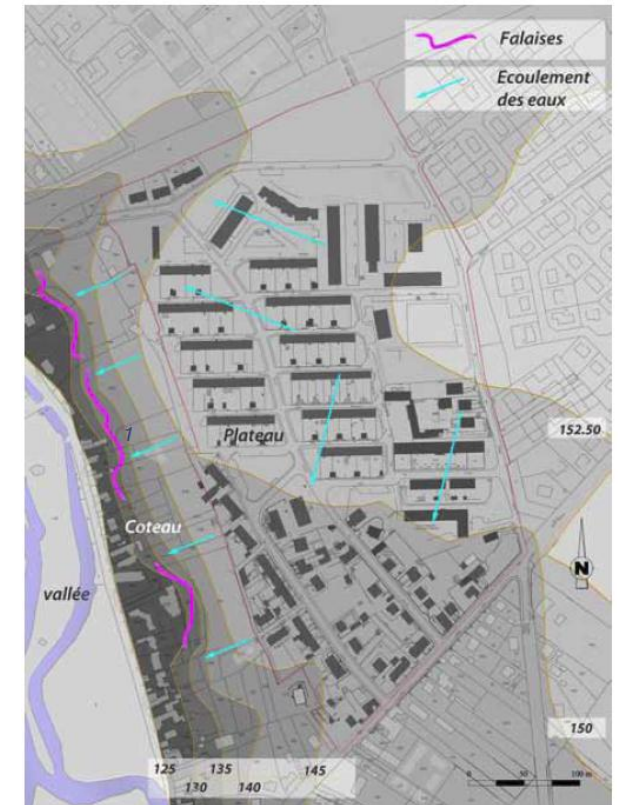 Falaises
Ecoulement
des eaux
1
Plateau
152.50
Coteau
N
vallée
150
125 135 145
130 140
0 50 100 m